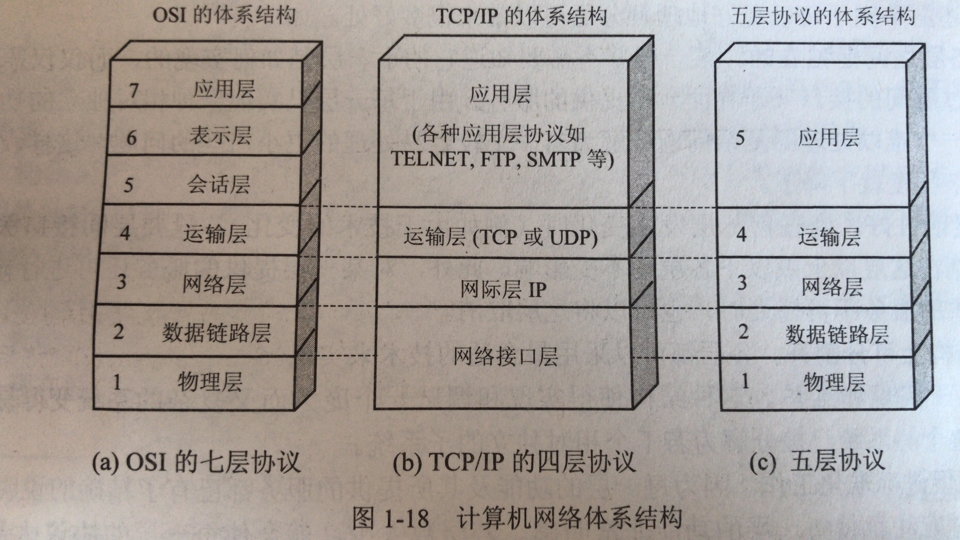 OSI 的体系结构
7 应用层
6 表示层
5 会话层
4 运输层
3 网络层
2 数据链路层
1 物理层
(a) OSI 的七层协议
TCP/IP 的体系结构
应用层
(各种应用层协议如
TELNET, FTP, SMTP 等)
运输层 (TCP 或 UDP)
网际层 IP
网络接口层
(b) TCP/IP 的四层协议
五层协议的体系结构
5 应用层
4 运输层
3 网络层
2 数据链路层
1 物理层
(c) 五层协议
图 1-18 计算机网络体系结构